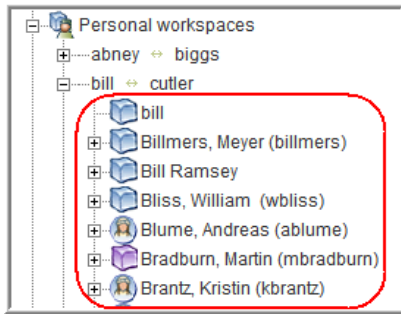 Personal workspaces
abney ⇔ biggs
bill ⇔ cutler
bill
Billmers, Meyer (billmers)
Bill Ramsey
Bliss, William (wbliss)
Blume, Andreas (ablume)
Bradburn, Martin (mbradburn)
Brantz, Kristin (kbrantz)